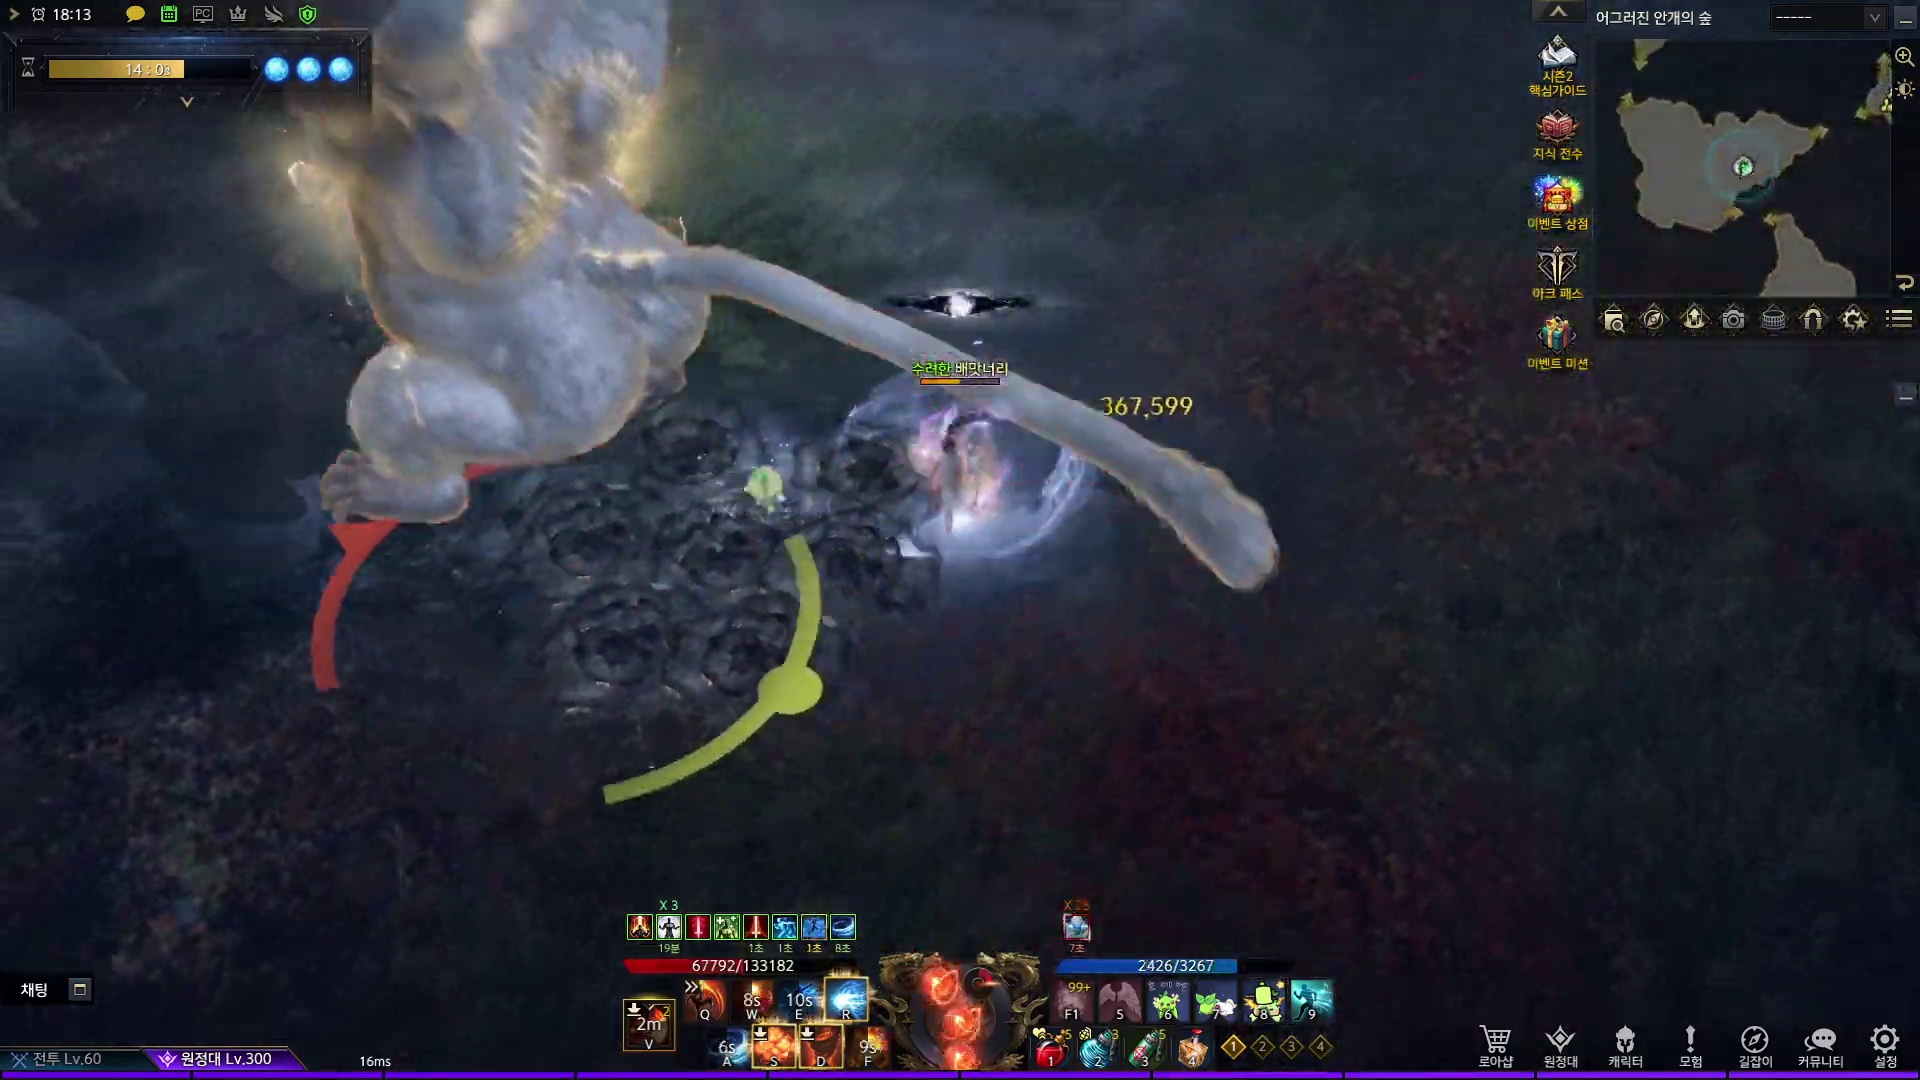 18:13
PC
14 : 03
어그러진 안개의 숲
-----
시즌2
핵심가이드
지식 전수
이벤트 상점
아크 패스
이벤트 미션
수려한 배맛너리
367,599
X 3
19분 1초 1초 1초 8초
7초
67792/133182
2426/3267
Q 8s W 10s E R
2m V
6s A S D 9s F
99+ F1 5 6 7 8 9
1 2 3 4
1 2 3 4
채팅
전투 Lv.60
원정대 Lv.300
16ms
로아샵 원정대 캐릭터 모험 길잡이 커뮤니티 설정